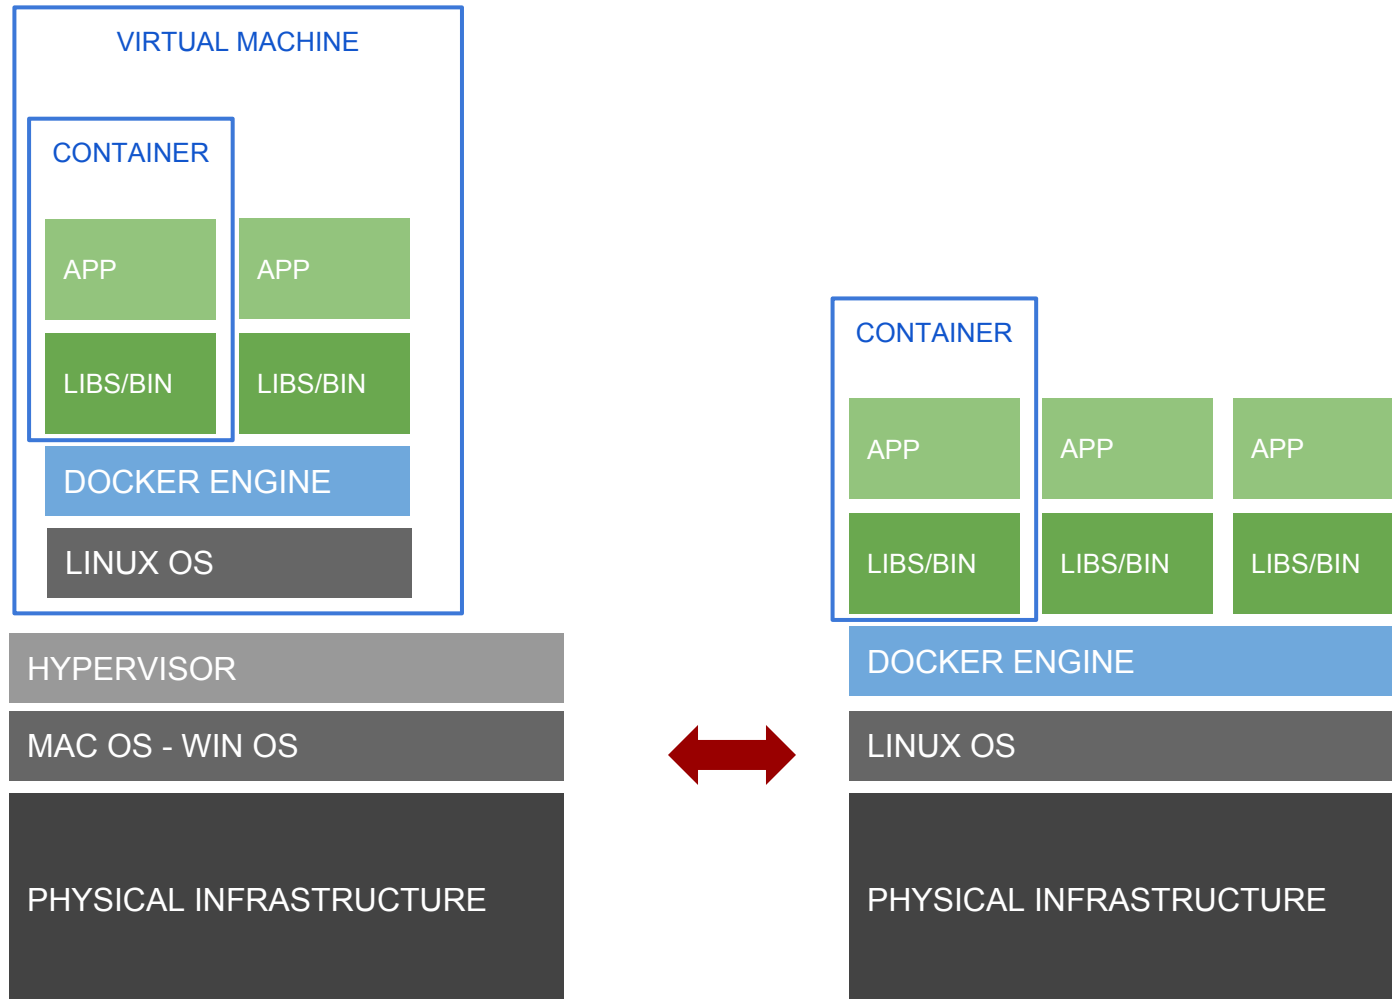 VIRTUAL MACHINE
CONTAINER
APP
APP
LIBS/BIN
LIBS/BIN
DOCKER ENGINE
LINUX OS
HYPERVISOR
MAC OS - WIN OS
PHYSICAL INFRASTRUCTURE
CONTAINER
APP
APP
APP
LIBS/BIN
LIBS/BIN
LIBS/BIN
DOCKER ENGINE
LINUX OS
PHYSICAL INFRASTRUCTURE